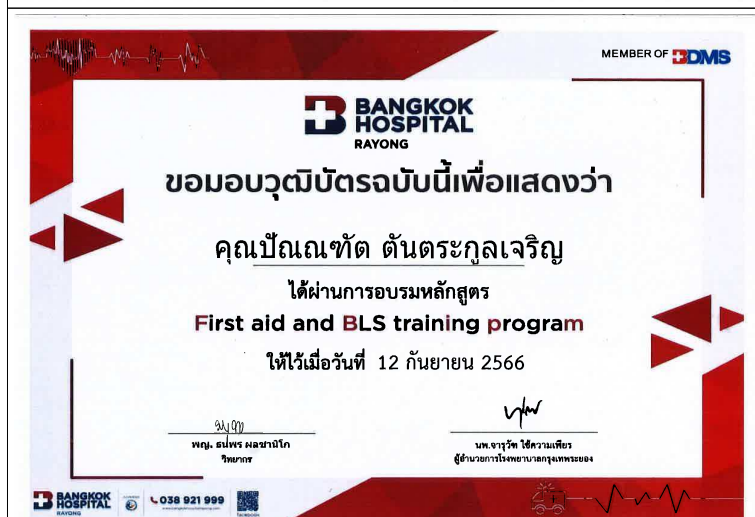 MEMBER OF BDMS
BANGKOK
HOSPITAL
RAYONG
ขอมอบวุฒิบัตรฉบับนี้เพื่อแสดงว่า
คุณปัณณฑัต ตันตระกูลเจริญ
ได้ผ่านการอบรมหลักสูตร
First aid and BLS training program
ให้ไว้เมื่อวันที่ 12 กันยายน 2566
พญ. ธนพร ผลชานิโก
วิทยากร
นพ.จารุวัฑ ใช้ความเพียร
ผู้อำนวยการโรงพยาบาลกรุงเทพระยอง
BANGKOK
HOSPITAL
RAYONG
038 921 999